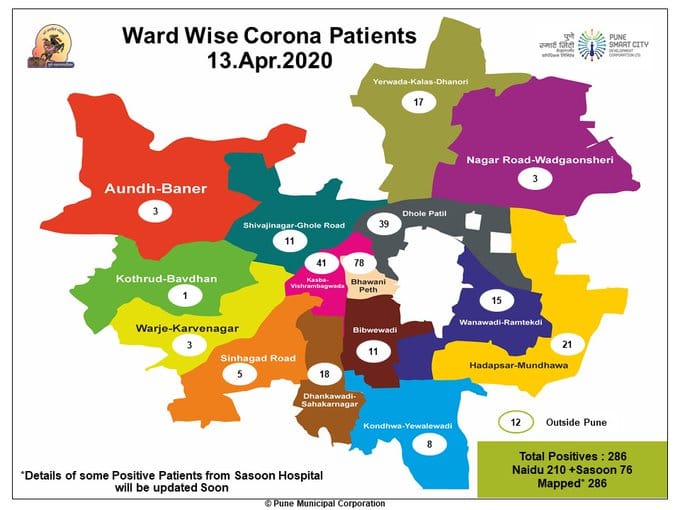 Ward Wise Corona Patients
13.Apr.2020
पुणे
स्मार्ट सिटी
PUNE
SMART CITY
DEVELOPMENT
CORPORATION LTD
Yerwada-Kalas-Dhanori
17
Nagar Road-Wadgaonsheri
3
Aundh-Baner
3
Shivajinagar-Ghole Road
11
Dhole Patil
39
Kothrud-Bavdhan
1
41
Kasba-
Vishrambagwada
78
Bhawani
Peth
15
Wanawadi-Ramtekdi
Warje-Karvenagar
3
Bibwewadi
11
21
Hadapsar-Mundhawa
Sinhagad Road
5
18
Dhankawadi-
Sahakarnagar
Kondhwa-Yewalewadi
8
12 Outside Pune
Total Positives : 286
Naidu 210 +Sasoon 76
Mapped* 286
*Details of some Positive Patients from Sasoon Hospital
will be updated Soon
© Pune Municipal Corporation